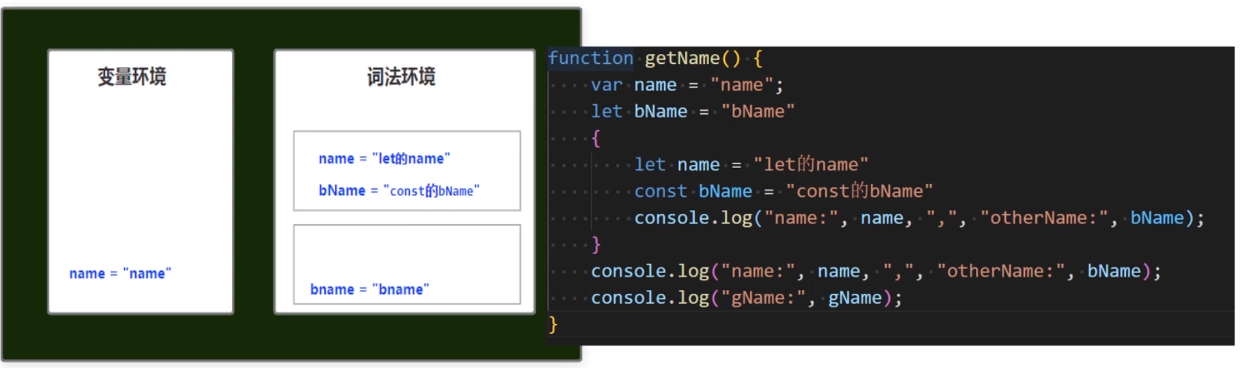 变量环境
词法环境
name = "let的name"
bName = "const的bName"
name = "name"
bname = "bname"
function getName() {
    var name = "name";
    let bName = "bName"
    {
        let name = "let的name"
        const bName = "const的bName"
        console.log("name:", name, ",", "otherName:", bName);
    }
    console.log("name:", name, ",", "otherName:", bName);
    console.log("gName:", gName);
}